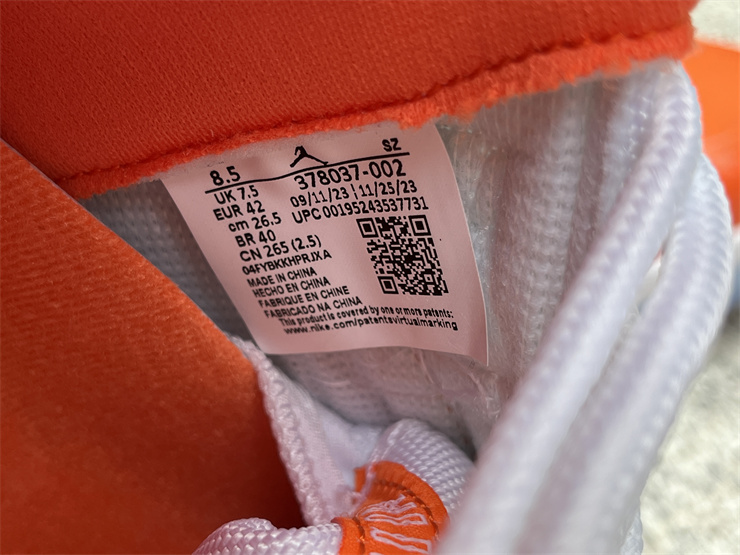 8.5 SZ
UK 7.5 378037-002
EUR 42 09/11/23 | 11/25/23
cm 26.5 UPC 00195243537731
BR 40
CN 265 (2.5)
04FYBKKHPRJXA
MADE IN CHINA
HECHO EN CHINA
FABRIQUE EN CHINE
FABRICADO NA CHINA
This product is covered by one or more patents:
www.nike.com/patentsvirtualmarking